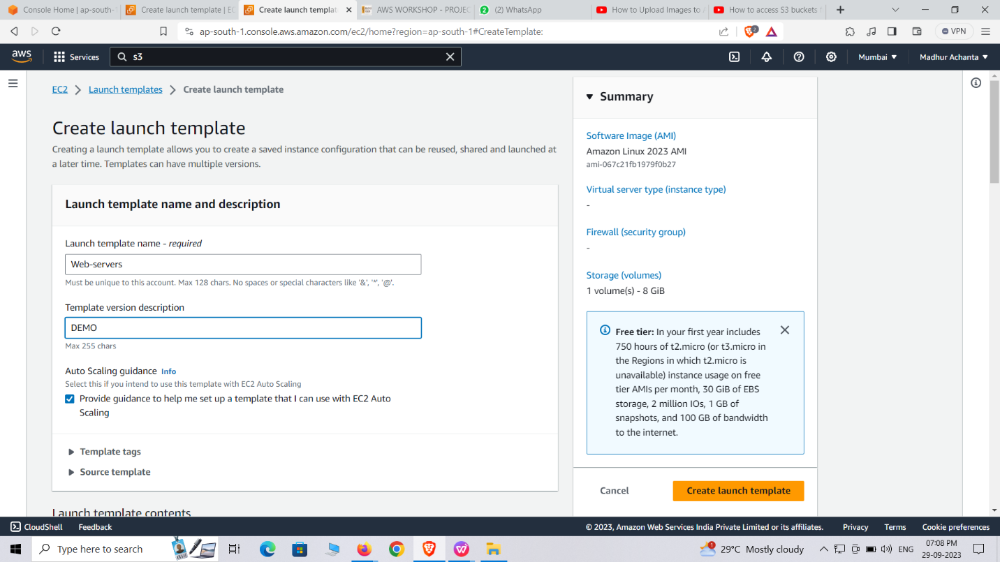 Console Home | ap-south-
Create launch template | E
Create launch templat
AWS WORKSHOP - PROJEC
(2) WhatsApp
How to Upload Images to
How to access S3 buckets
ap-south-1.console.aws.amazon.com/ec2/home?region=ap-south-1#CreateTemplate:
2
VPN
aws
Services
s3
Mumbai
Madhur Achanta
EC2 > Launch templates > Create launch template
Create launch template
Creating a launch template allows you to create a saved instance configuration that can be reused, shared and launched at
a later time. Templates can have multiple versions.
Launch template name and description
Launch template name - required
Web-servers
Must be unique to this account. Max 128 chars. No spaces or special characters like '&', '*', '@'.
Template version description
DEMO
Max 255 chars
Auto Scaling guidance Info
Select this if you intend to use this template with EC2 Auto Scaling
Provide guidance to help me set up a template that I can use with EC2 Auto
Scaling
Template tags
Source template
Launch template contents
Summary
Software Image (AMI)
Amazon Linux 2023 AMI
ami-067c21fb1979f0b27
Virtual server type (instance type)
-
Firewall (security group)
-
Storage (volumes)
1 volume(s) - 8 GiB
Free tier: In your first year includes
750 hours of t2.micro (or t3.micro in
the Regions in which t2.micro is
unavailable) instance usage on free
tier AMIs per month, 30 GiB of EBS
storage, 2 million IOs, 1 GB of
snapshots, and 100 GB of bandwidth
to the internet.
Cancel
Create launch template
CloudShell
Feedback
© 2023, Amazon Web Services India Private Limited or its affiliates.
Privacy
Terms
Cookie preferences
Type here to search
29°C Mostly cloudy
ENG
07:08 PM
29-09-2023